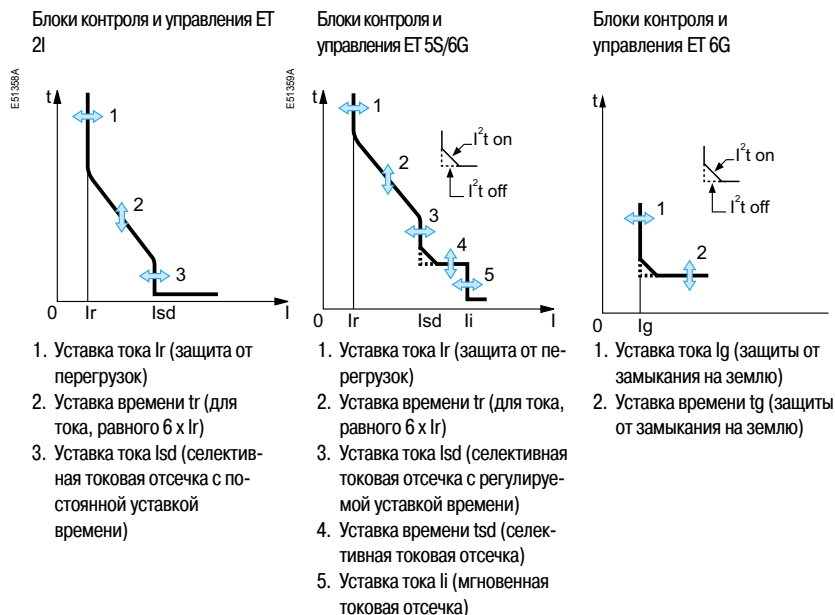 Блоки контроля и управления ET
2I
E51358A
t
1
2
3
0
Ir
Isd
I
1. Уставка тока Ir (защита от
перегрузок)
2. Уставка времени tr (для
тока, равного 6 x Ir)
3. Уставка тока Isd (селектив-
ная токовая отсечка с по-
стоянной уставкой
времени)
Блоки контроля и
управления ET 5S/6G
E51359A
t
1
2
3
4
5
I²t on
I²t off
0
Ir
Isd
Ii
I
1. Уставка тока Ir (защита от пе-
регрузок)
2. Уставка времени tr (для тока,
равного 6 x Ir)
3. Уставка тока Isd (селективная
токовая отсечка с регулируе-
мой уставкой времени)
4. Уставка времени tsd (селек-
тивная токовая отсечка)
5. Уставка тока Ii (мгновенная
токовая отсечка)
Блоки контроля и
управления ET 6G
t
I²t on
I²t off
1
2
0
Ig
I
1. Уставка тока Ig (защиты от
замыкания на землю)
2. Уставка времени tg (защиты
от замыкания на землю)